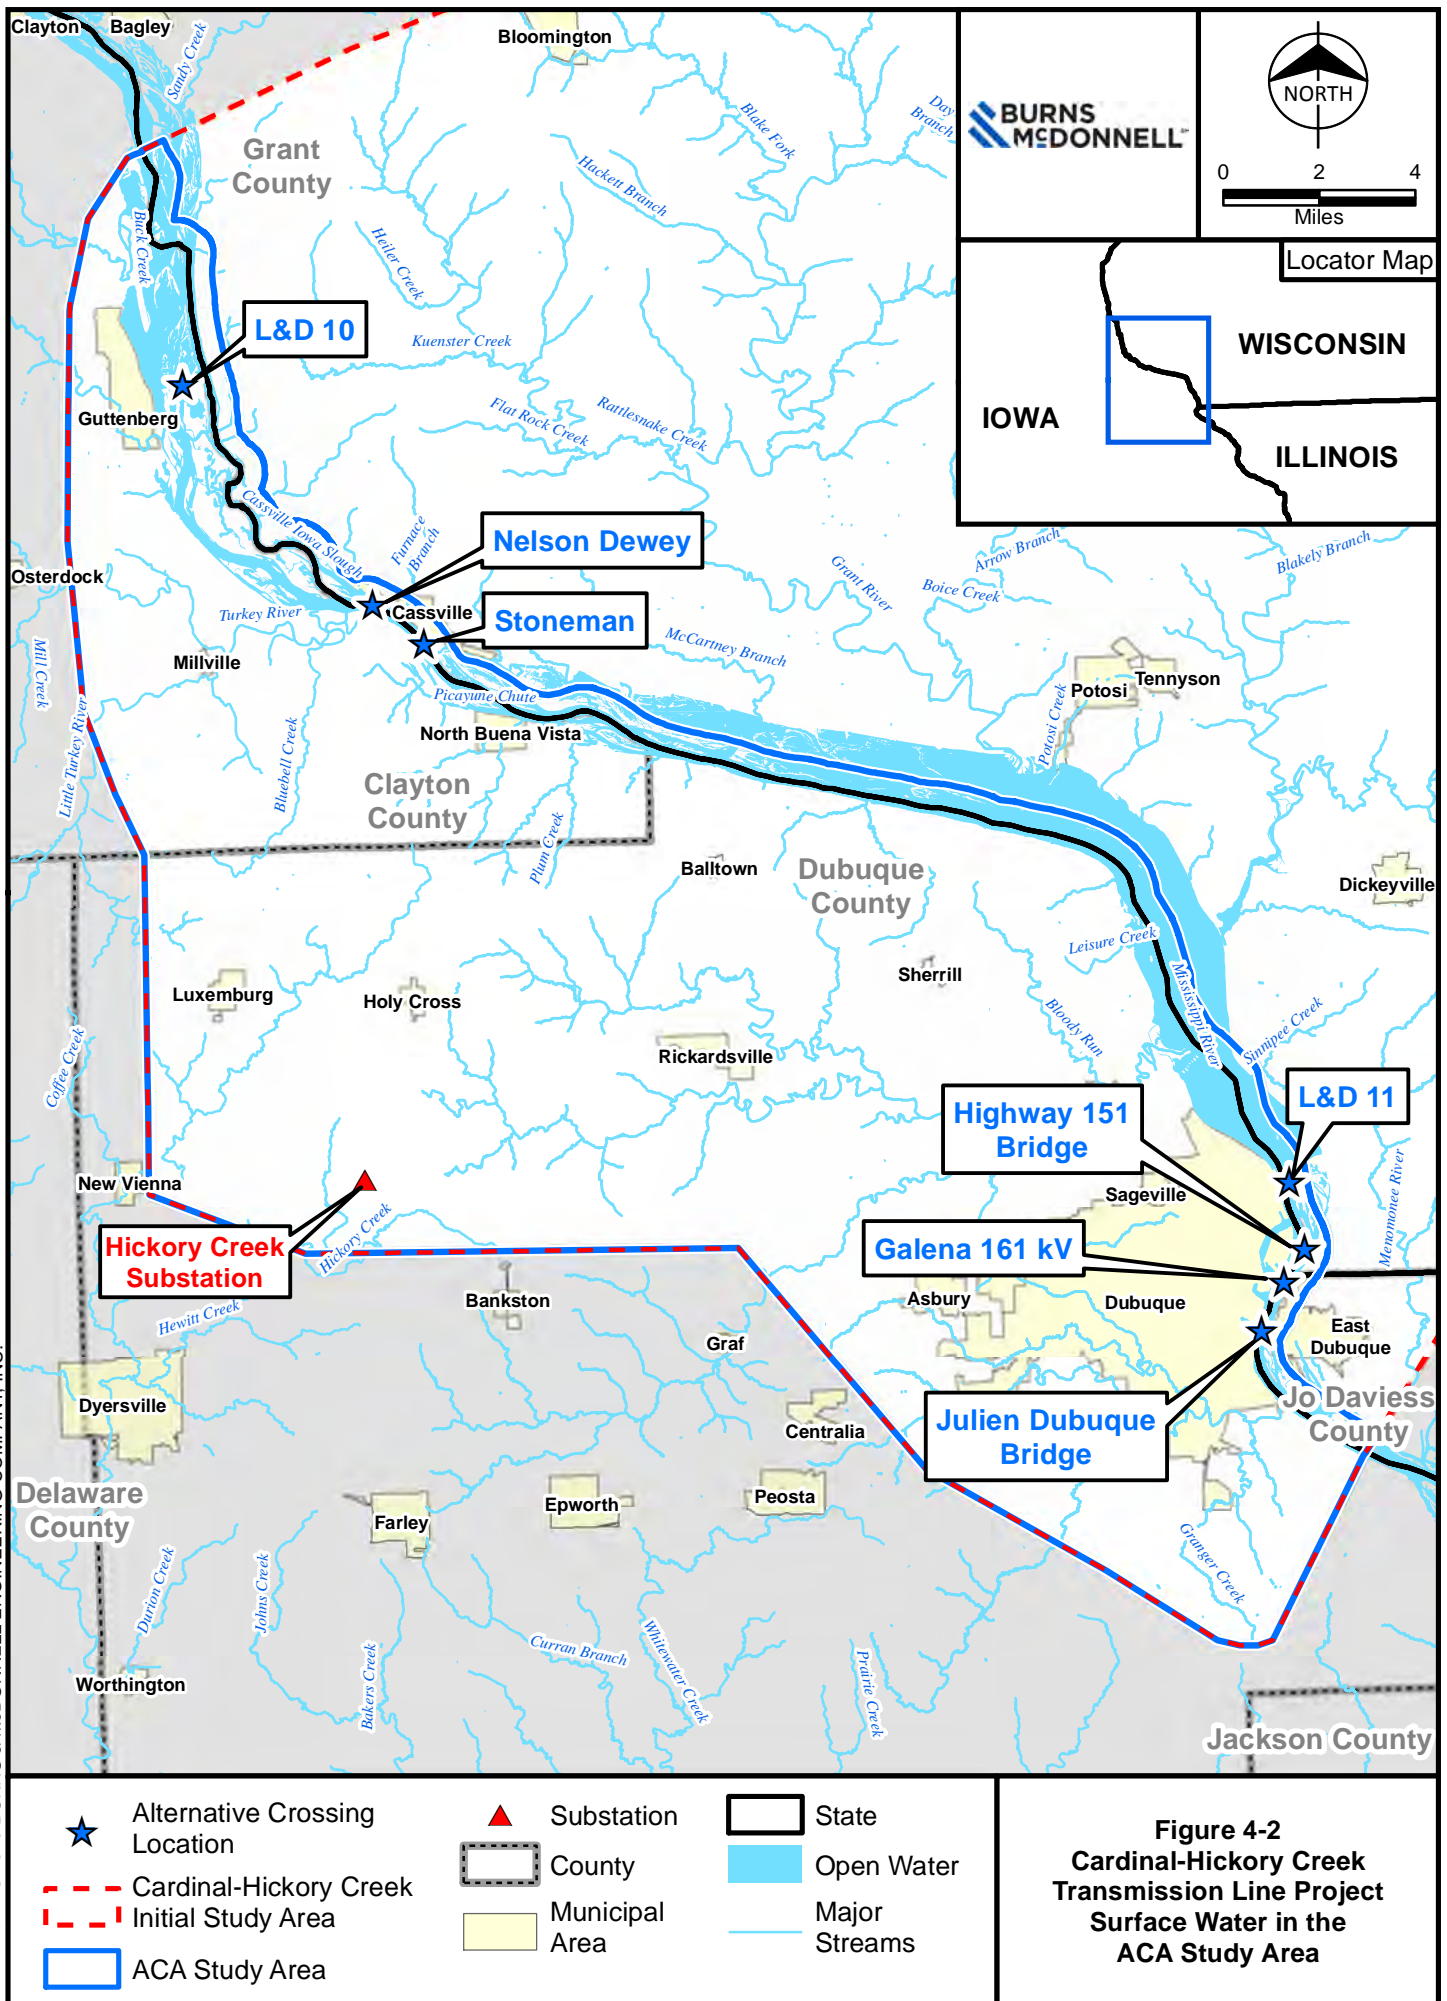 Clayton
Bagley
Sandy Creek
Bloomington
Grant
County
Blake Fork
Day
Branch
Hackett Branch
Heiler Creek
Buck Creek
BURNS
MCDONNELL
NORTH
0 2 4
Miles
Locator Map
WISCONSIN
IOWA
ILLINOIS
L&D 10
Kuenster Creek
Guttenberg
Flat Rock Creek
Rattlesnake Creek
Cassville Iowa Slough
Furnace
Branch
Nelson Dewey
Arrow Branch
Blakely Branch
Grant River
Boice Creek
Osterdock
Turkey River
Cassville
Stoneman
McCartney Branch
Mill Creek
Millville
Picayune Chute
Potosi
Tennyson
Potosi Creek
North Buena Vista
Little Turkey River
Bluebell Creek
Clayton
County
Plum Creek
Balltown
Dubuque
County
Dickeyville
Leisure Creek
Sherrill
Mississippi River
Luxemburg
Holy Cross
Bloody Run
Sinnipee Creek
Coffee Creek
Rickardsville
L&D 11
Highway 151
Bridge
New Vienna
Sageville
Menomonee River
Hickory Creek
Hickory Creek
Substation
Galena 161 kV
Bankston
Asbury
Dubuque
Hewitt Creek
East
Dubuque
Graf
Dyersville
Centralia
Julien Dubuque
Bridge
Jo Daviess
County
Delaware
County
Farley
Epworth
Peosta
Granger Creek
Durion Creek
Johns Creek
Bakers Creek
Curran Branch
Whitewater Creek
Prairie Creek
Worthington
Jackson County
Alternative Crossing
Location
Cardinal-Hickory Creek
Initial Study Area
ACA Study Area
Substation
County
Municipal
Area
State
Open Water
Major
Streams
Figure 4-2
Cardinal-Hickory Creek
Transmission Line Project
Surface Water in the
ACA Study Area